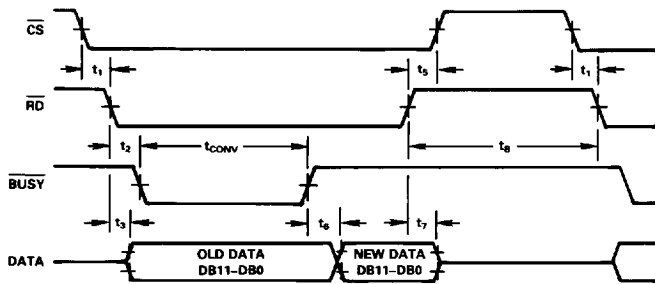 CS
t1 t5 t1
RD
t2 tCONV t8
BUSY
t3 t6 t7
DATA
OLD DATA
DB11–DB0
NEW DATA
DB11–DB0